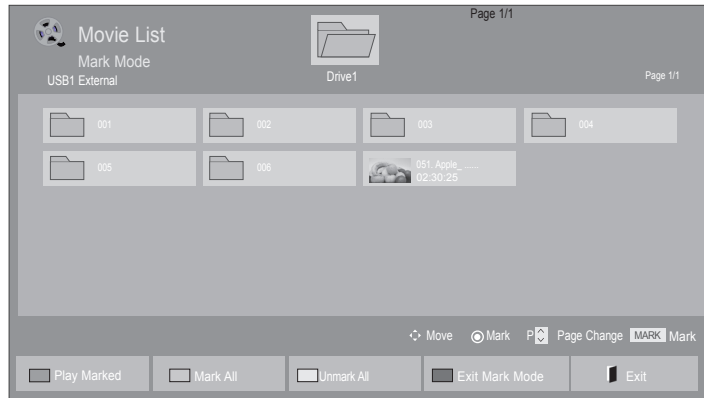 Page 1/1
Movie List
Mark Mode
USB1 External
Drive1
Page 1/1
001
002
003
004
005
006
051. Apple_ ......
02:30:25
Move
Mark
P
Page Change
MARK
Mark
Play Marked
Mark All
Unmark All
Exit Mark Mode
Exit